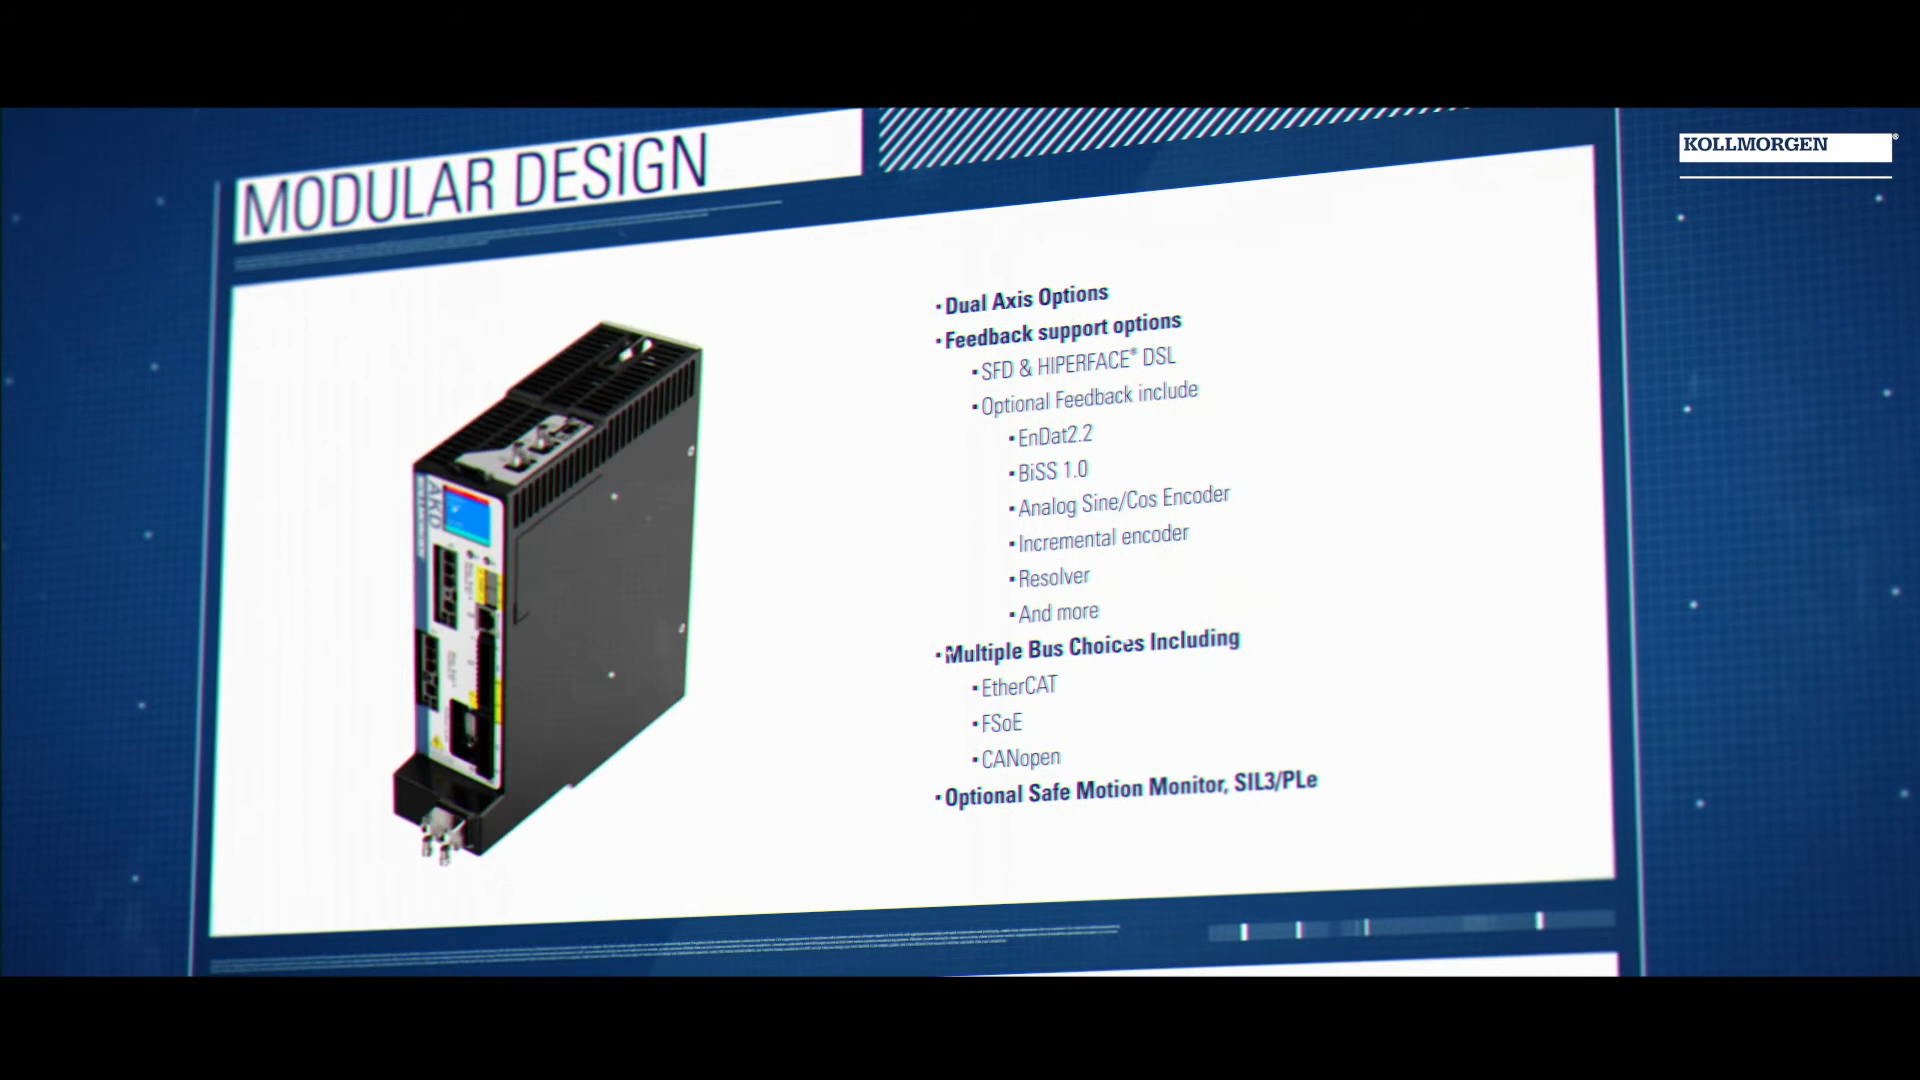 MODULAR DESIGN
KOLLMORGEN®
▪ Dual Axis Options
▪ Feedback support options
▪ SFD & HIPERFACE® DSL
▪ Optional Feedback include
▪ EnDat2.2
▪ BiSS 1.0
▪ Analog Sine/Cos Encoder
▪ Incremental encoder
▪ Resolver
▪ And more
▪ Multiple Bus Choices Including
▪ EtherCAT
▪ FSoE
▪ CANopen
▪ Optional Safe Motion Monitor, SIL3/PLe
AKD